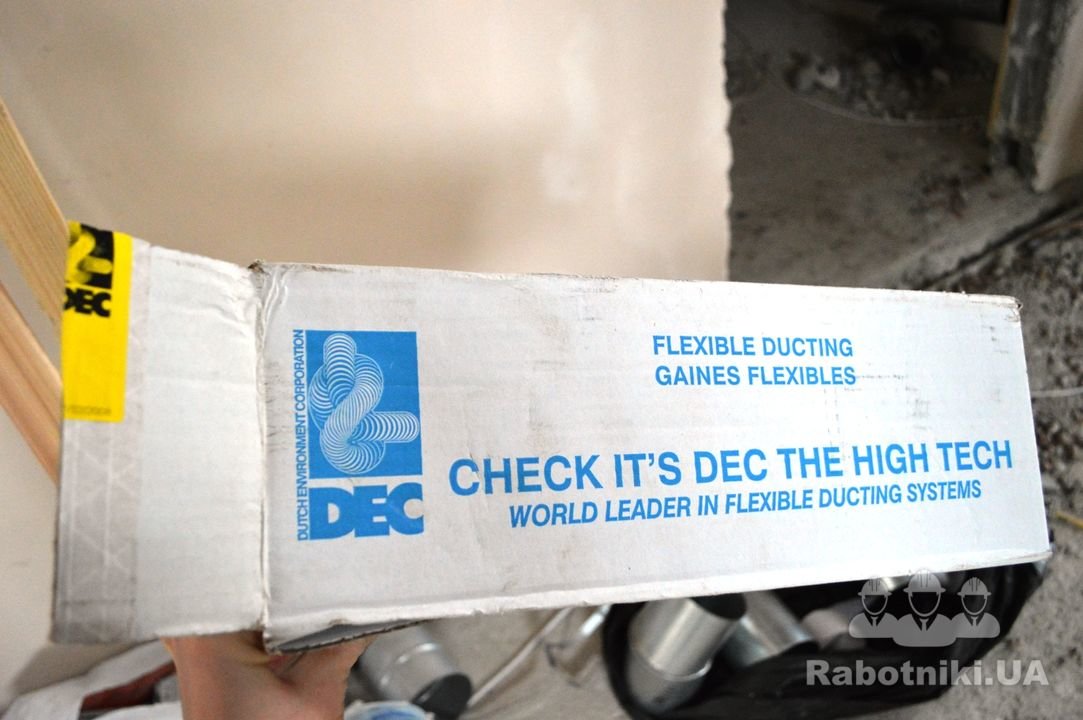 DEC
DUTCH ENVIRONMENT CORPORATION
DEC
FLEXIBLE DUCTING
GAINES FLEXIBLES
CHECK IT'S DEC THE HIGH TECH
WORLD LEADER IN FLEXIBLE DUCTING SYSTEMS
Rabotniki.UA